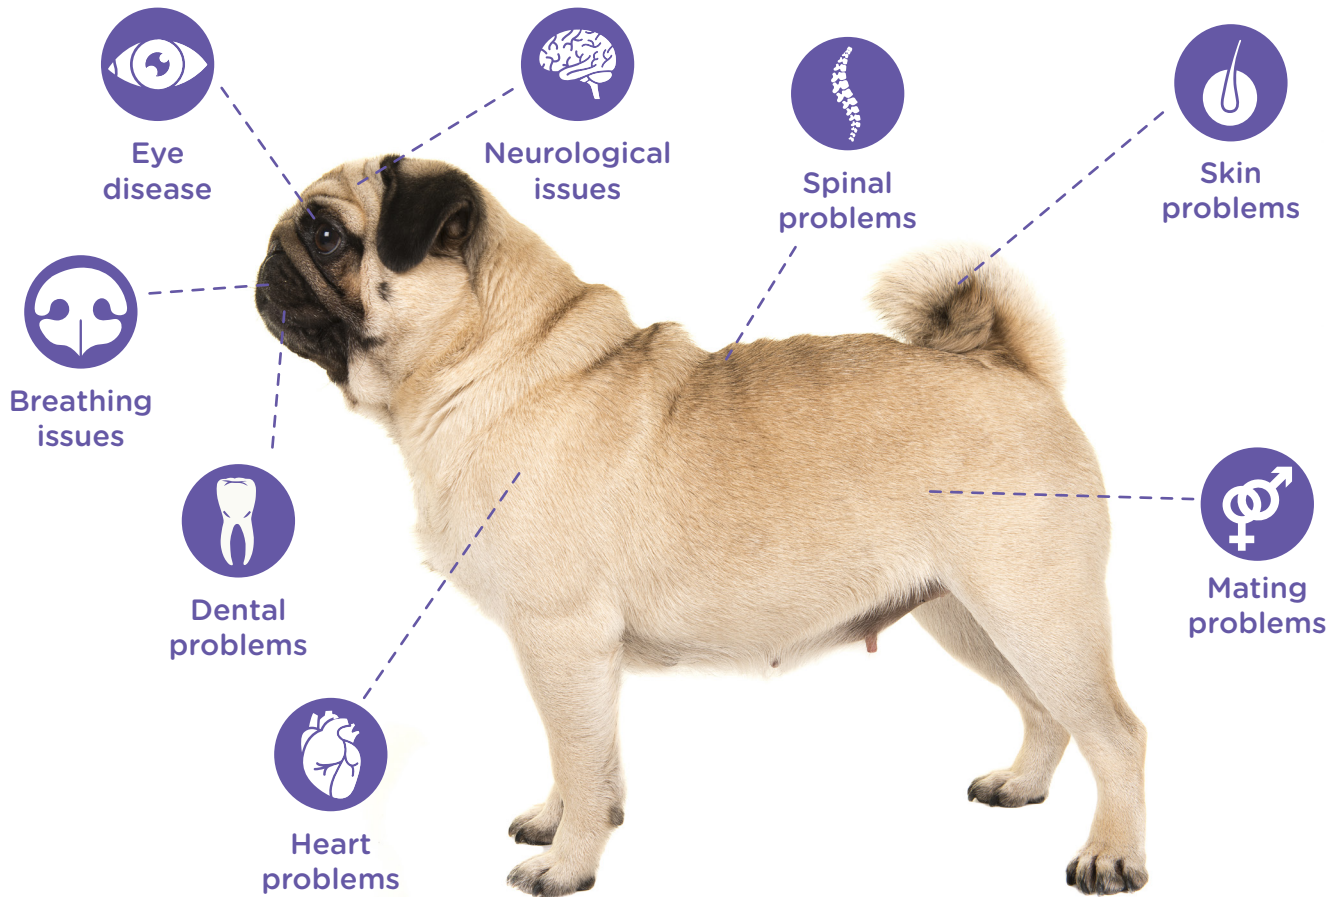 Eye
disease
Neurological
issues
Spinal
problems
Skin
problems
Breathing
issues
Dental
problems
Mating
problems
Heart
problems